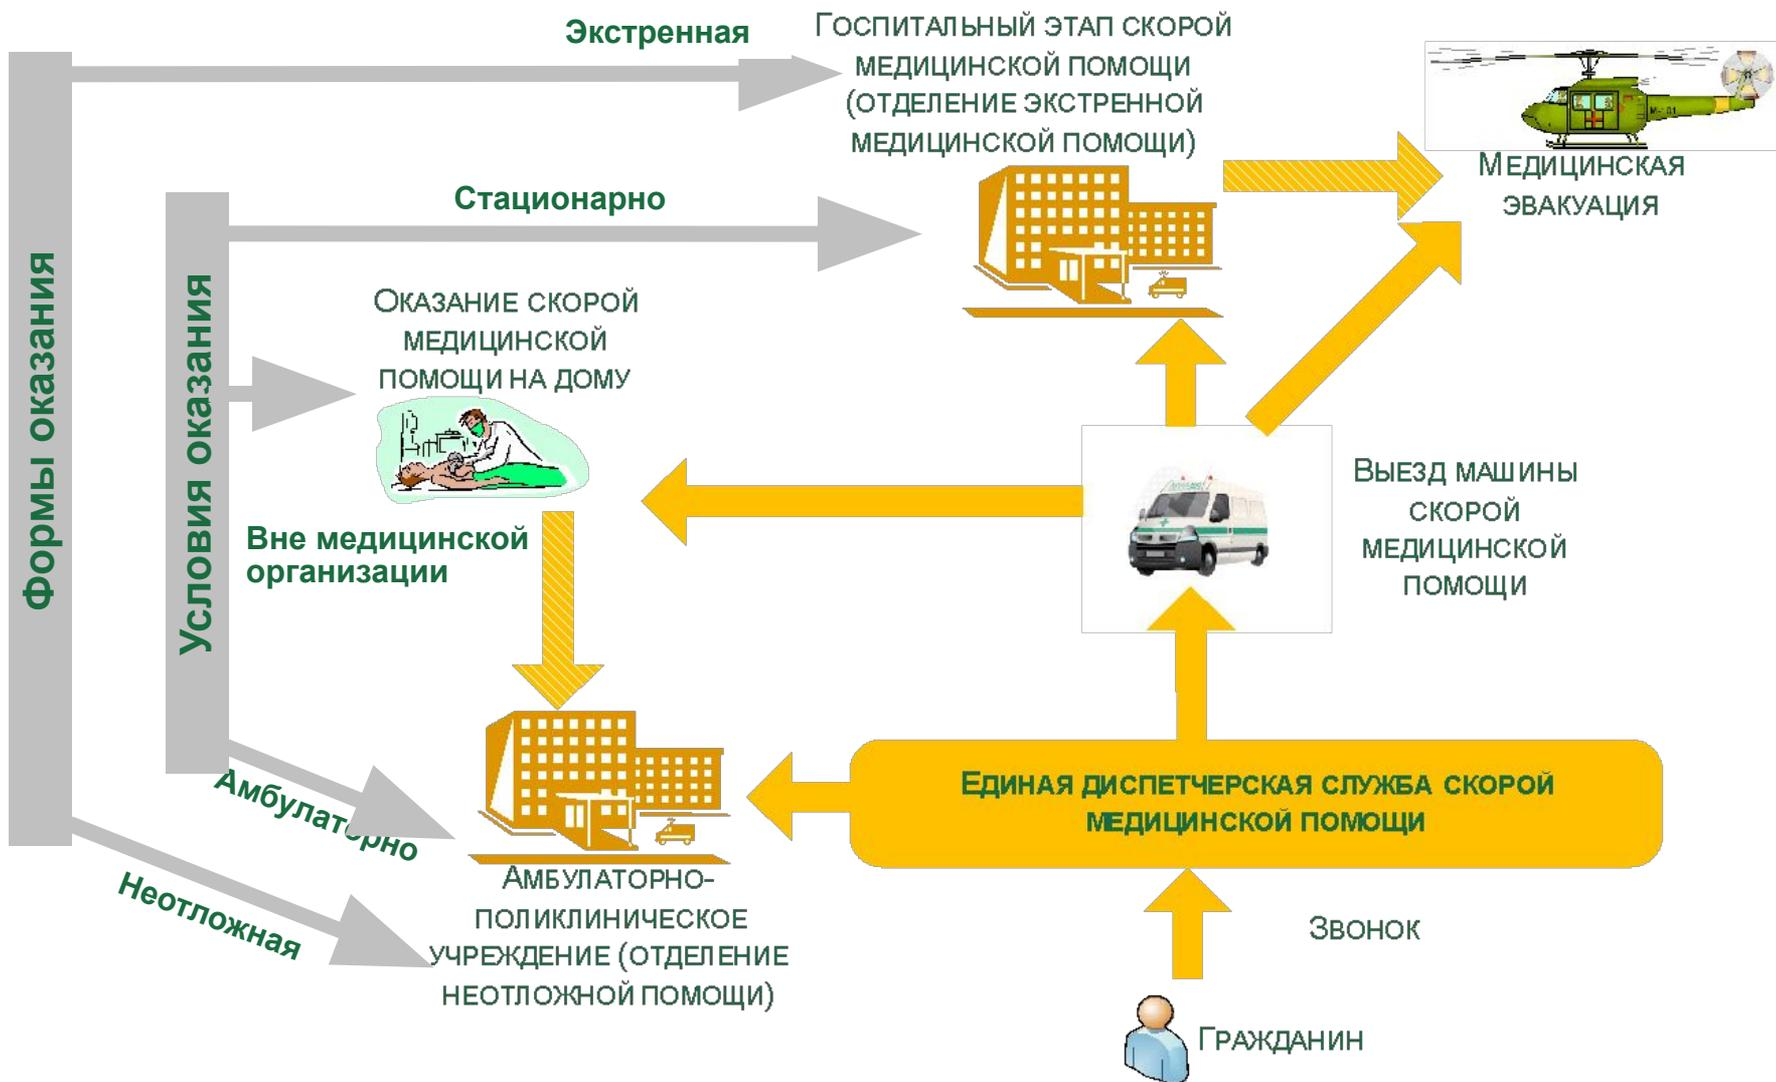 Экстренная
ГОСПИТАЛЬНЫЙ ЭТАП СКОРОЙ
МЕДИЦИНСКОЙ ПОМОЩИ
(ОТДЕЛЕНИЕ ЭКСТРЕННОЙ
МЕДИЦИНСКОЙ ПОМОЩИ)
МЕДИЦИНСКАЯ
ЭВАКУАЦИЯ
Стационарно
Формы оказания
Условия оказания
ОКАЗАНИЕ СКОРОЙ
МЕДИЦИНСКОЙ
ПОМОЩИ НА ДОМУ
Вне медицинской
организации
ВЫЕЗД МАШИНЫ
СКОРОЙ
МЕДИЦИНСКОЙ
ПОМОЩИ
Амбулаторно
Неотложная
ЕДИНАЯ ДИСПЕТЧЕРСКАЯ СЛУЖБА СКОРОЙ
МЕДИЦИНСКОЙ ПОМОЩИ
АМБУЛАТОРНО-
ПОЛИКЛИНИЧЕСКОЕ
УЧРЕЖДЕНИЕ (ОТДЕЛЕНИЕ
НЕОТЛОЖНОЙ ПОМОЩИ)
ЗВОНОК
ГРАЖДАНИН